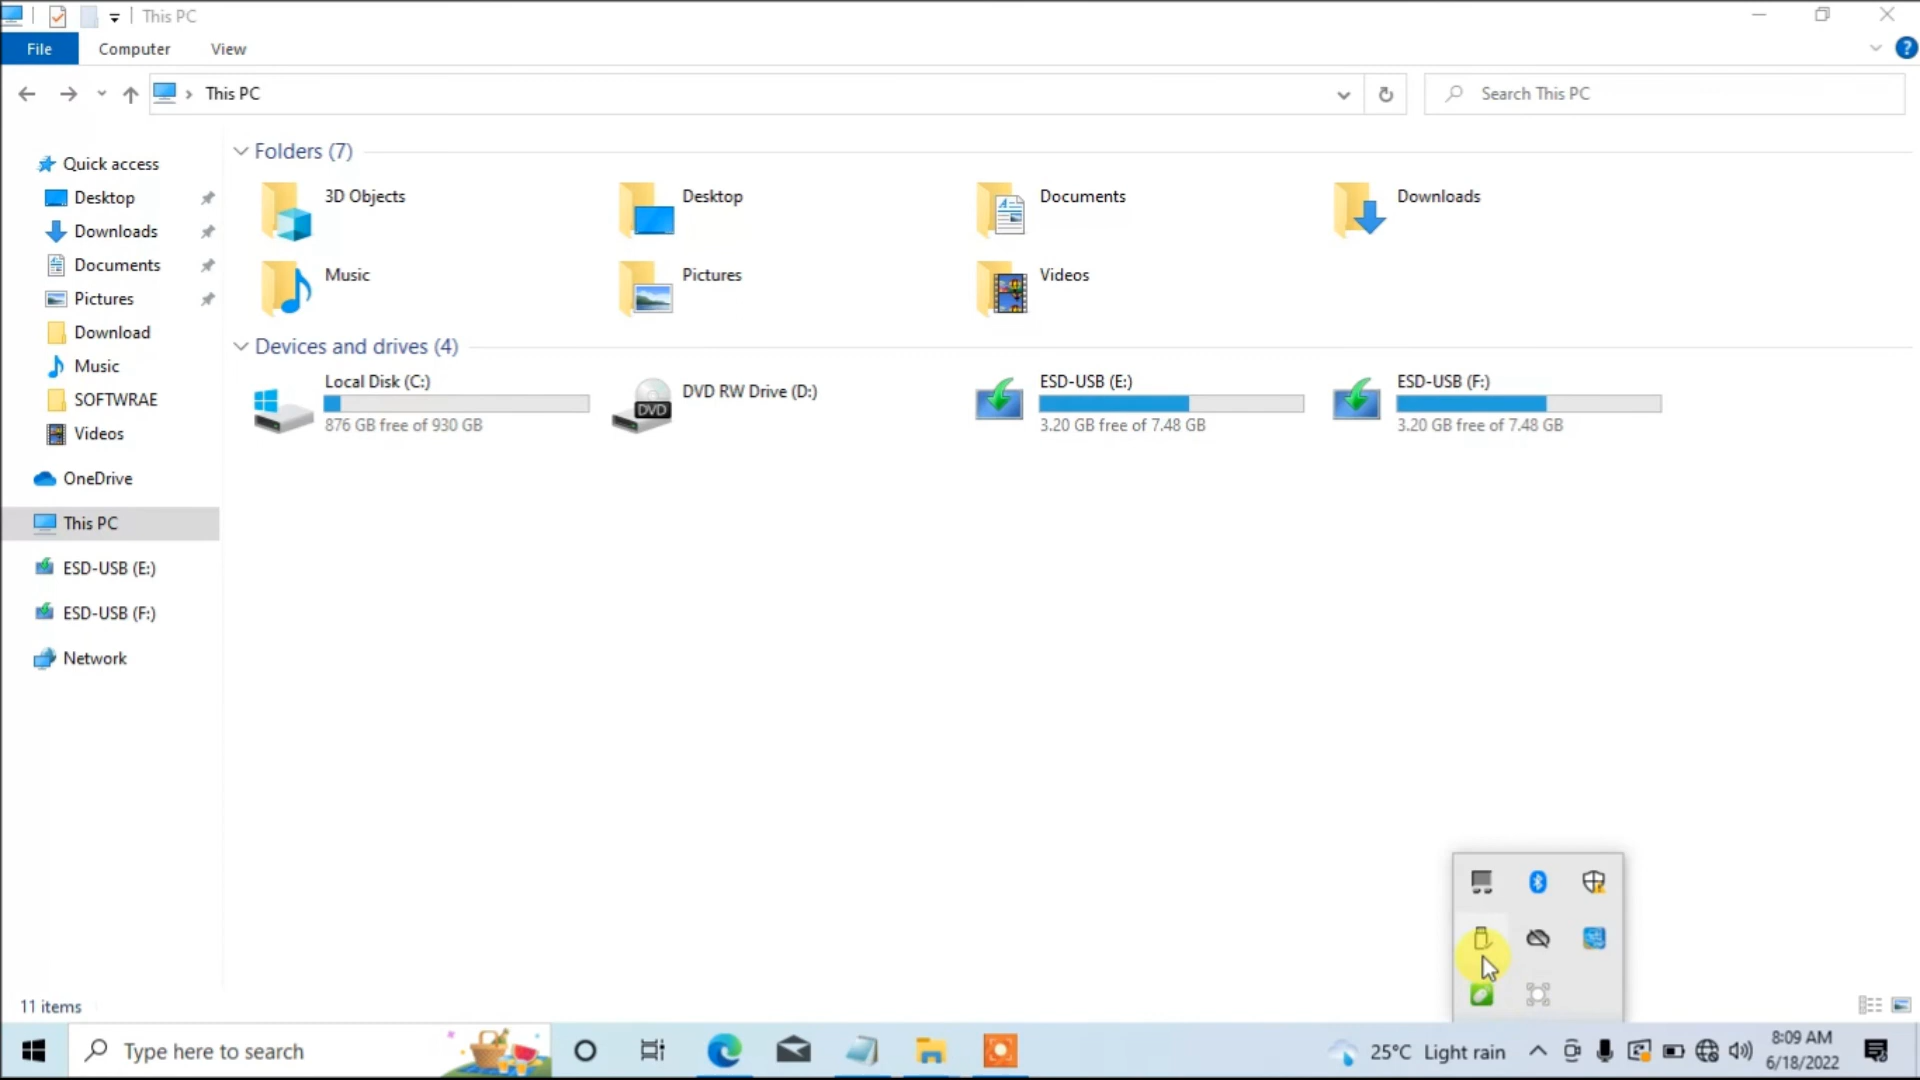 This PC
File Computer View
This PC
Search This PC
Quick access
Desktop
Downloads
Documents
Pictures
Download
Music
SOFTWRAE
Videos
OneDrive
This PC
ESD-USB (E:)
ESD-USB (F:)
Network
Folders (7)
3D Objects
Desktop
Documents
Downloads
Music
Pictures
Videos
Devices and drives (4)
Local Disk (C:)
876 GB free of 930 GB
DVD RW Drive (D:)
DVD
ESD-USB (E:)
3.20 GB free of 7.48 GB
ESD-USB (F:)
3.20 GB free of 7.48 GB
11 items
Type here to search
25°C Light rain
8:09 AM
6/18/2022